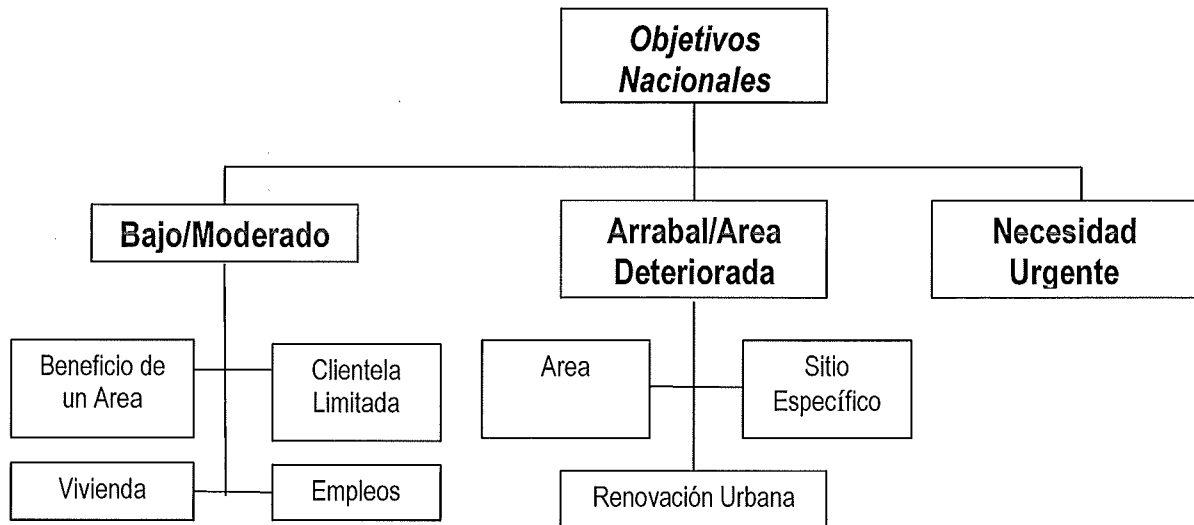 Objetivos
Nacionales
Bajo/Moderado
Arrabal/Area
Deteriorada
Necesidad
Urgente
Beneficio de
un Area
Clientela
Limitada
Area
Sitio
Específico
Vivienda
Empleos
Renovación Urbana